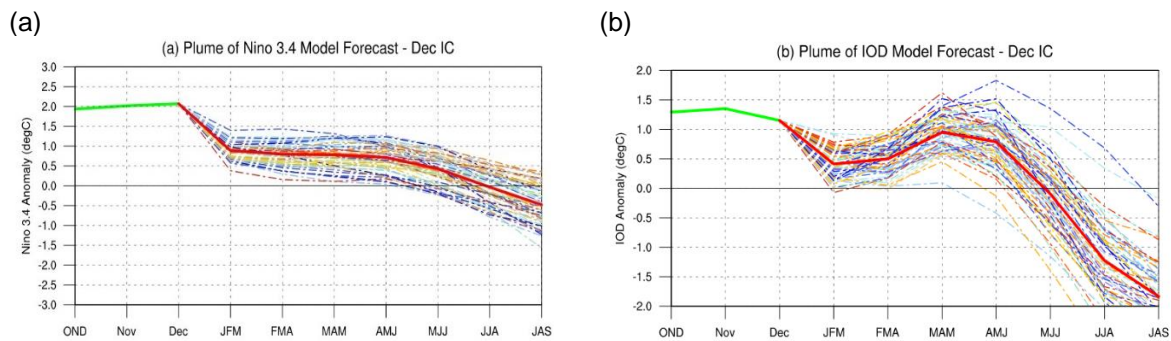 (a)
(a) Plume of Nino 3.4 Model Forecast - Dec IC
Nino 3.4 Anomaly (degC)
3.0
2.5
2.0
1.5
1.0
0.5
0.0
-0.5
-1.0
-1.5
-2.0
-2.5
-3.0
OND Nov Dec JFM FMA MAM AMJ MJJ JJA JAS
(b)
(b) Plume of IOD Model Forecast - Dec IC
IOD Anomaly (degC)
2.0
1.5
1.0
0.5
0.0
-0.5
-1.0
-1.5
-2.0
OND Nov Dec JFM FMA MAM AMJ MJJ JJA JAS